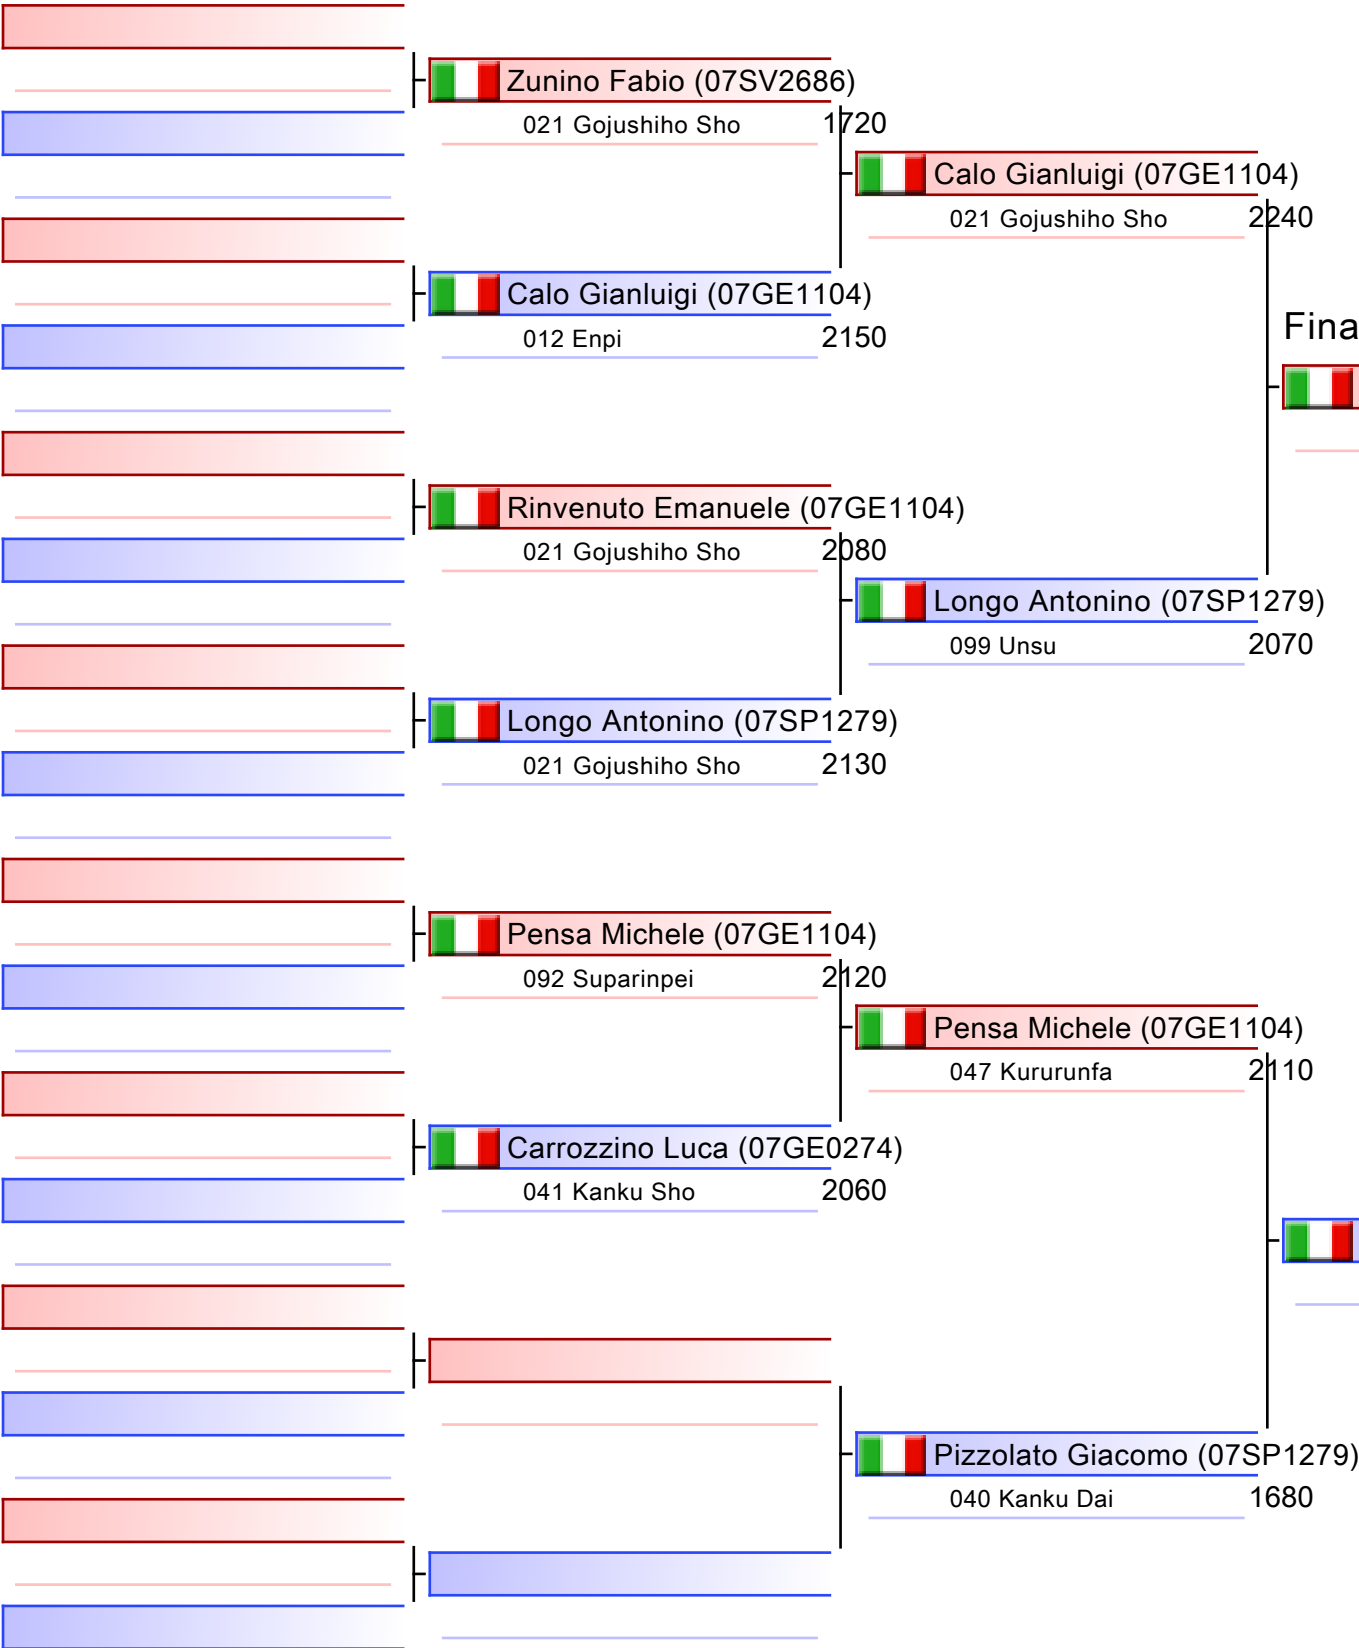 Zunino Fabio (07SV2686)
021 Gojushiho Sho 1720
Calo Gianluigi (07GE1104)
021 Gojushiho Sho 2240
Calo Gianluigi (07GE1104)
012 Enpi 2150
Fina
Rinvenuto Emanuele (07GE1104)
021 Gojushiho Sho 2080
Longo Antonino (07SP1279)
099 Unsu 2070
Longo Antonino (07SP1279)
021 Gojushiho Sho 2130
Pensa Michele (07GE1104)
092 Suparinpei 2120
Pensa Michele (07GE1104)
047 Kururunfa 2110
Carrozzino Luca (07GE0274)
041 Kanku Sho 2060
Pizzolato Giacomo (07SP1279)
040 Kanku Dai 1680